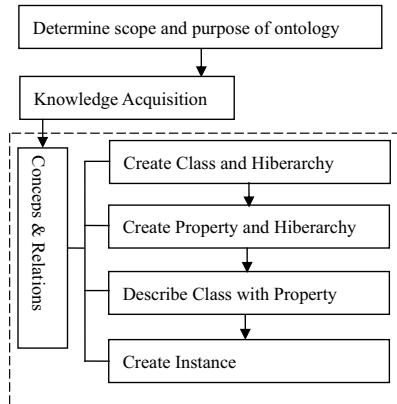 Determine scope and purpose of ontology
Knowledge Acquisition
Conceps & Relations
Create Class and Hiberarchy
Create Property and Hiberarchy
Describe Class with Property
Create Instance